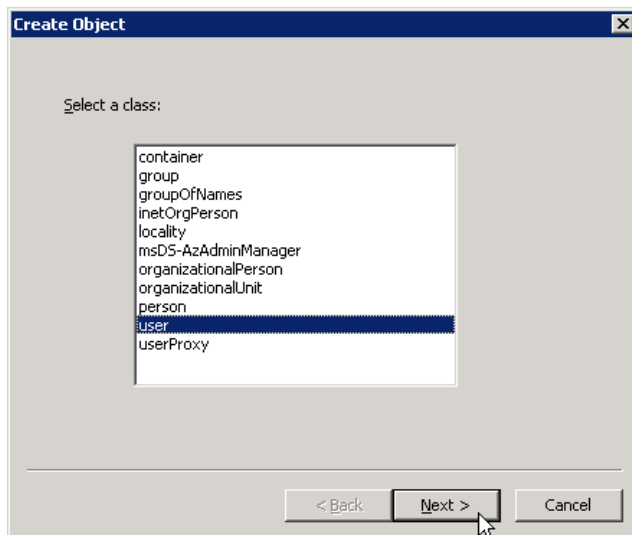 Create Object
Select a class:
container
group
groupOfNames
inetOrgPerson
locality
msDS-AzAdminManager
organizationalPerson
organizationalUnit
person
user
userProxy
< Back
Next >
Cancel